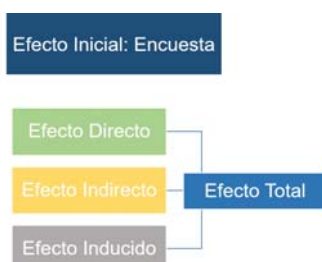 Efecto Inicial: Encuesta
Efecto Directo
Efecto Indirecto
Efecto Total
Efecto Inducido